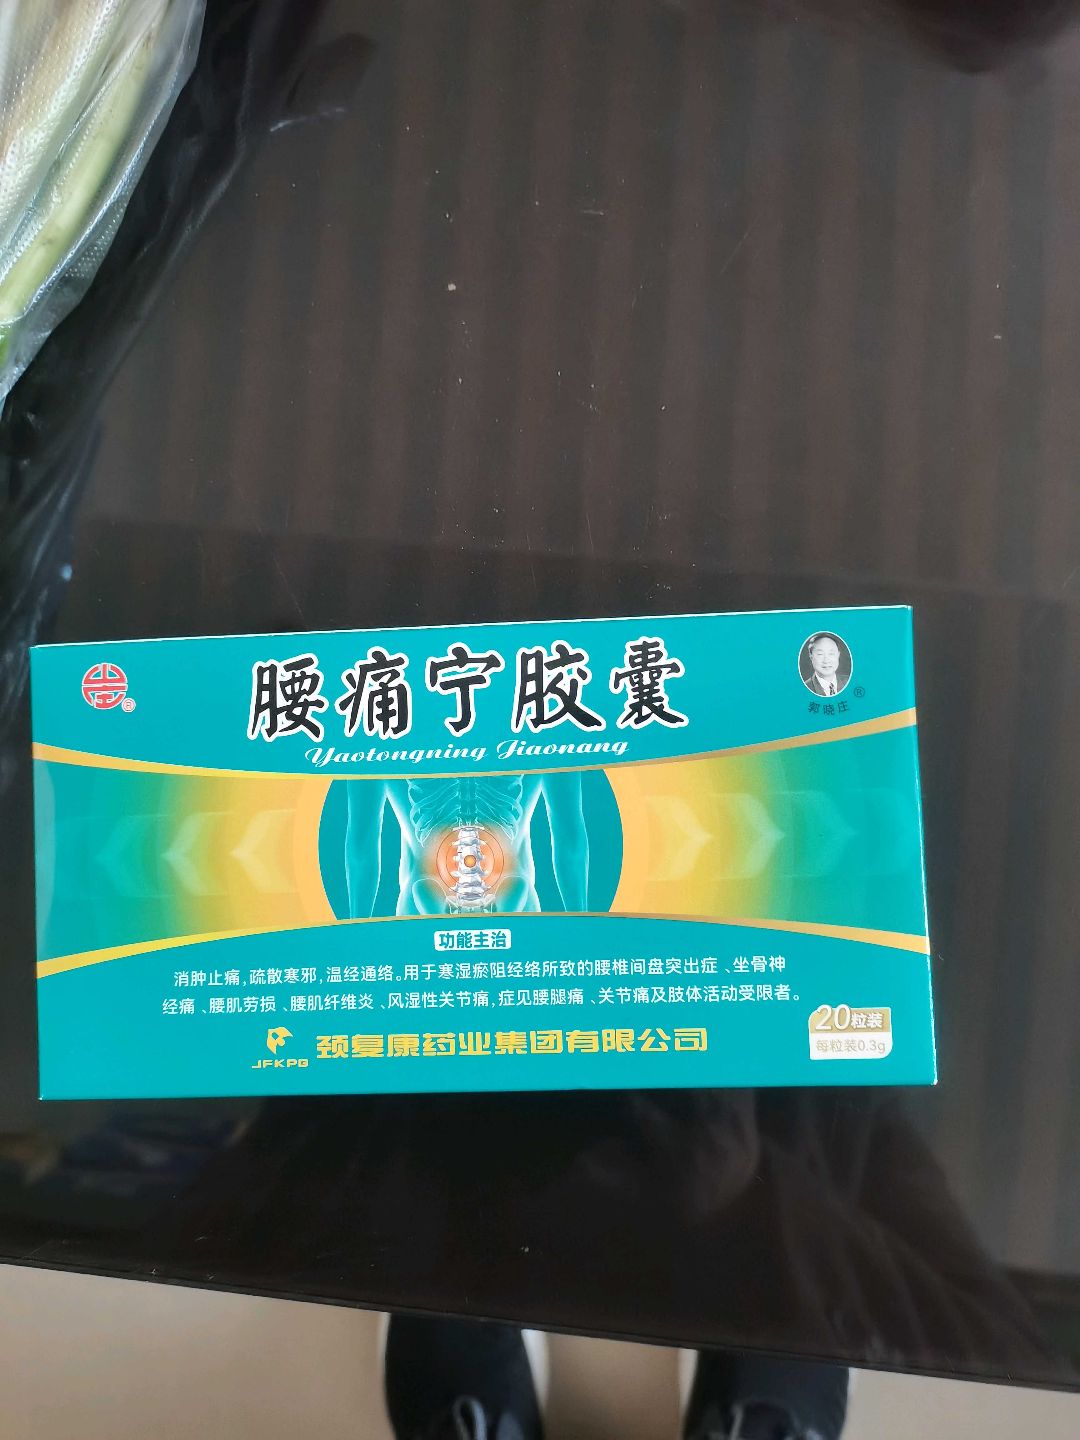 腰痛宁胶囊
Yaotongning Jiaonang
郭晓庄
®
®
功能主治
消肿止痛,疏散寒邪,温经通络。用于寒湿瘀阻经络所致的腰椎间盘突出症、坐骨神
经痛、腰肌劳损、腰肌纤维炎、风湿性关节痛,症见腰腿痛、关节痛及肢体活动受限者。
20粒装
每粒装0.3g
JFKPG
颈复康药业集团有限公司